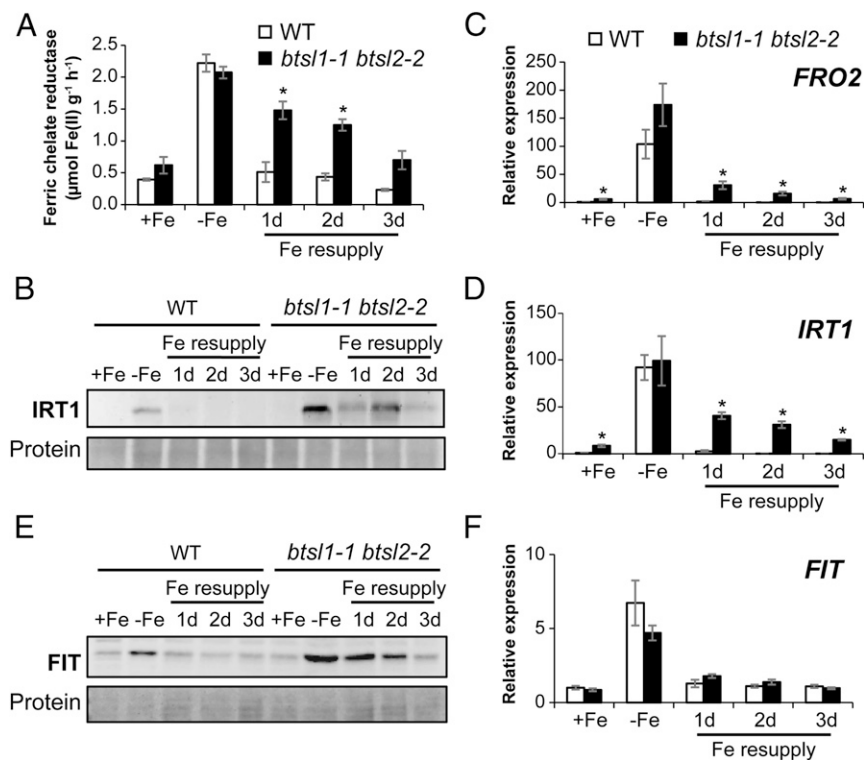 A
WT
btsl1-1 btsl2-2
Ferric chelate reductase
(µmol Fe(II) g⁻¹ h⁻¹)
2.5
2.0
1.5
1.0
0.5
0.0
* *
+Fe -Fe 1d 2d 3d
Fe resupply
B
WT btsl1-1 btsl2-2
Fe resupply Fe resupply
+Fe -Fe 1d 2d 3d +Fe -Fe 1d 2d 3d
IRT1
Protein
E
WT btsl1-1 btsl2-2
Fe resupply Fe resupply
+Fe -Fe 1d 2d 3d +Fe -Fe 1d 2d 3d
FIT
Protein
C
WT btsl1-1 btsl2-2
FRO2
Relative expression
250
200
150
100
50
0
* * * *
+Fe -Fe 1d 2d 3d
Fe resupply
D
IRT1
Relative expression
150
100
50
0
* * * *
+Fe -Fe 1d 2d 3d
Fe resupply
F
FIT
Relative expression
10
5
0
+Fe -Fe 1d 2d 3d
Fe resupply